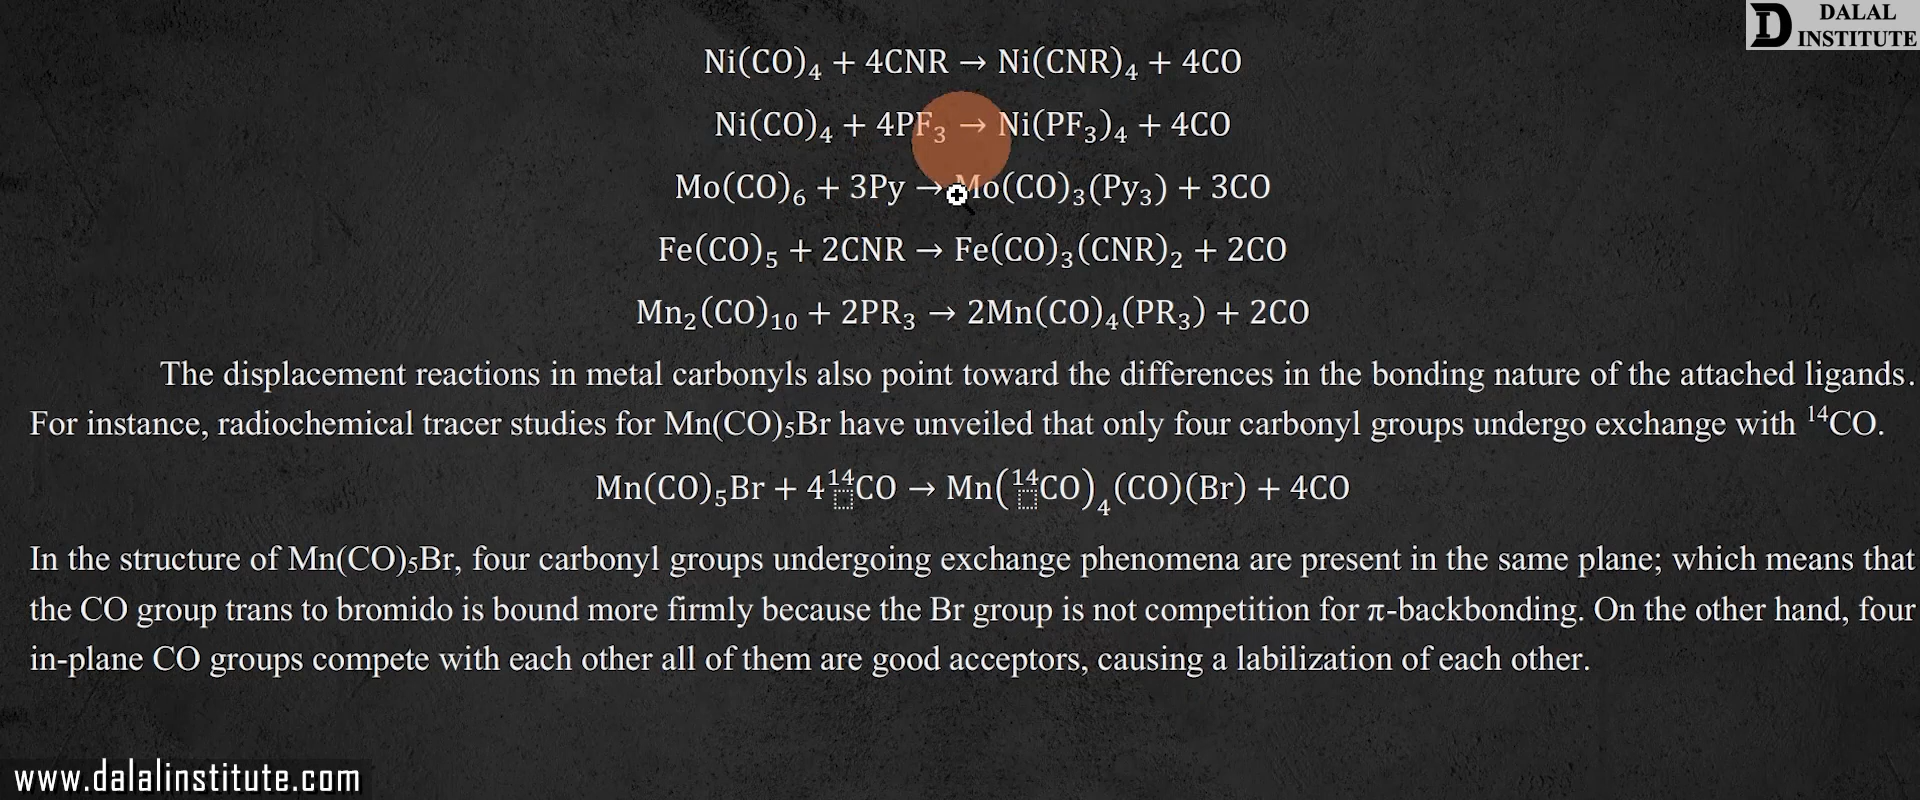 DALAL
INSTITUTE
Ni(CO)₄ + 4CNR → Ni(CNR)₄ + 4CO
Ni(CO)₄ + 4PF₃ → Ni(PF₃)₄ + 4CO
Mo(CO)₆ + 3Py → Mo(CO)₃(Py₃) + 3CO
Fe(CO)₅ + 2CNR → Fe(CO)₃(CNR)₂ + 2CO
Mn₂(CO)₁₀ + 2PR₃ → 2Mn(CO)₄(PR₃) + 2CO
The displacement reactions in metal carbonyls also point toward the differences in the bonding nature of the attached ligands.
For instance, radiochemical tracer studies for Mn(CO)₅Br have unveiled that only four carbonyl groups undergo exchange with ¹⁴CO.
Mn(CO)₅Br + 4¹⁴CO → Mn(¹⁴CO)₄(CO)(Br) + 4CO
In the structure of Mn(CO)₅Br, four carbonyl groups undergoing exchange phenomena are present in the same plane; which means that
the CO group trans to bromido is bound more firmly because the Br group is not competition for π-backbonding. On the other hand, four
in-plane CO groups compete with each other all of them are good acceptors, causing a labilization of each other.
www.dalalinstitute.com